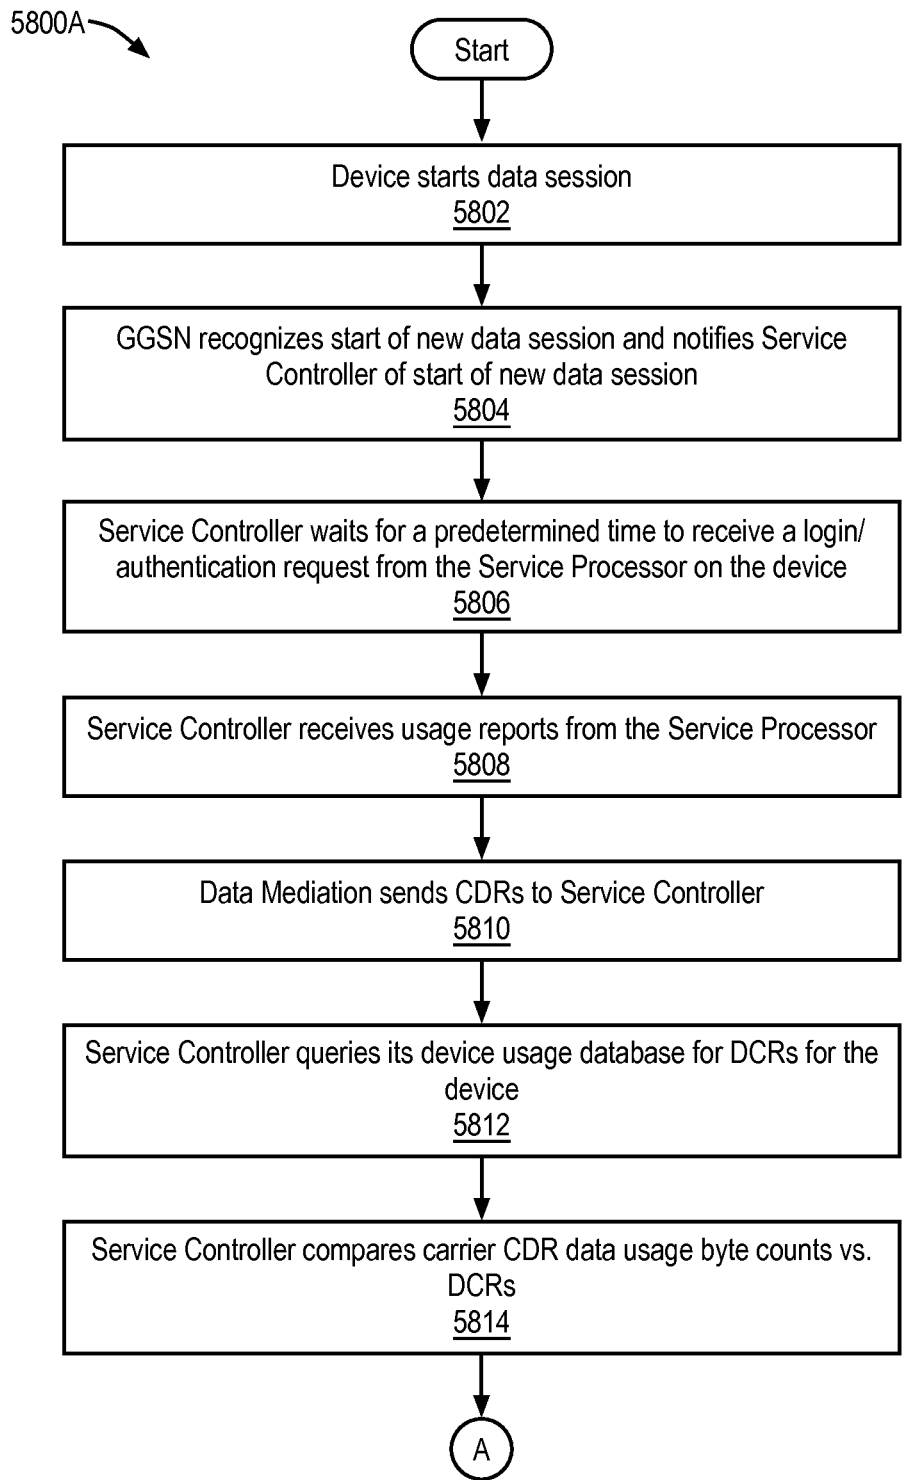 5800A
Start
Device starts data session
5802
GGSN recognizes start of new data session and notifies Service
Controller of start of new data session
5804
Service Controller waits for a predetermined time to receive a login/
authentication request from the Service Processor on the device
5806
Service Controller receives usage reports from the Service Processor
5808
Data Mediation sends CDRs to Service Controller
5810
Service Controller queries its device usage database for DCRs for the
device
5812
Service Controller compares carrier CDR data usage byte counts vs.
DCRs
5814
A